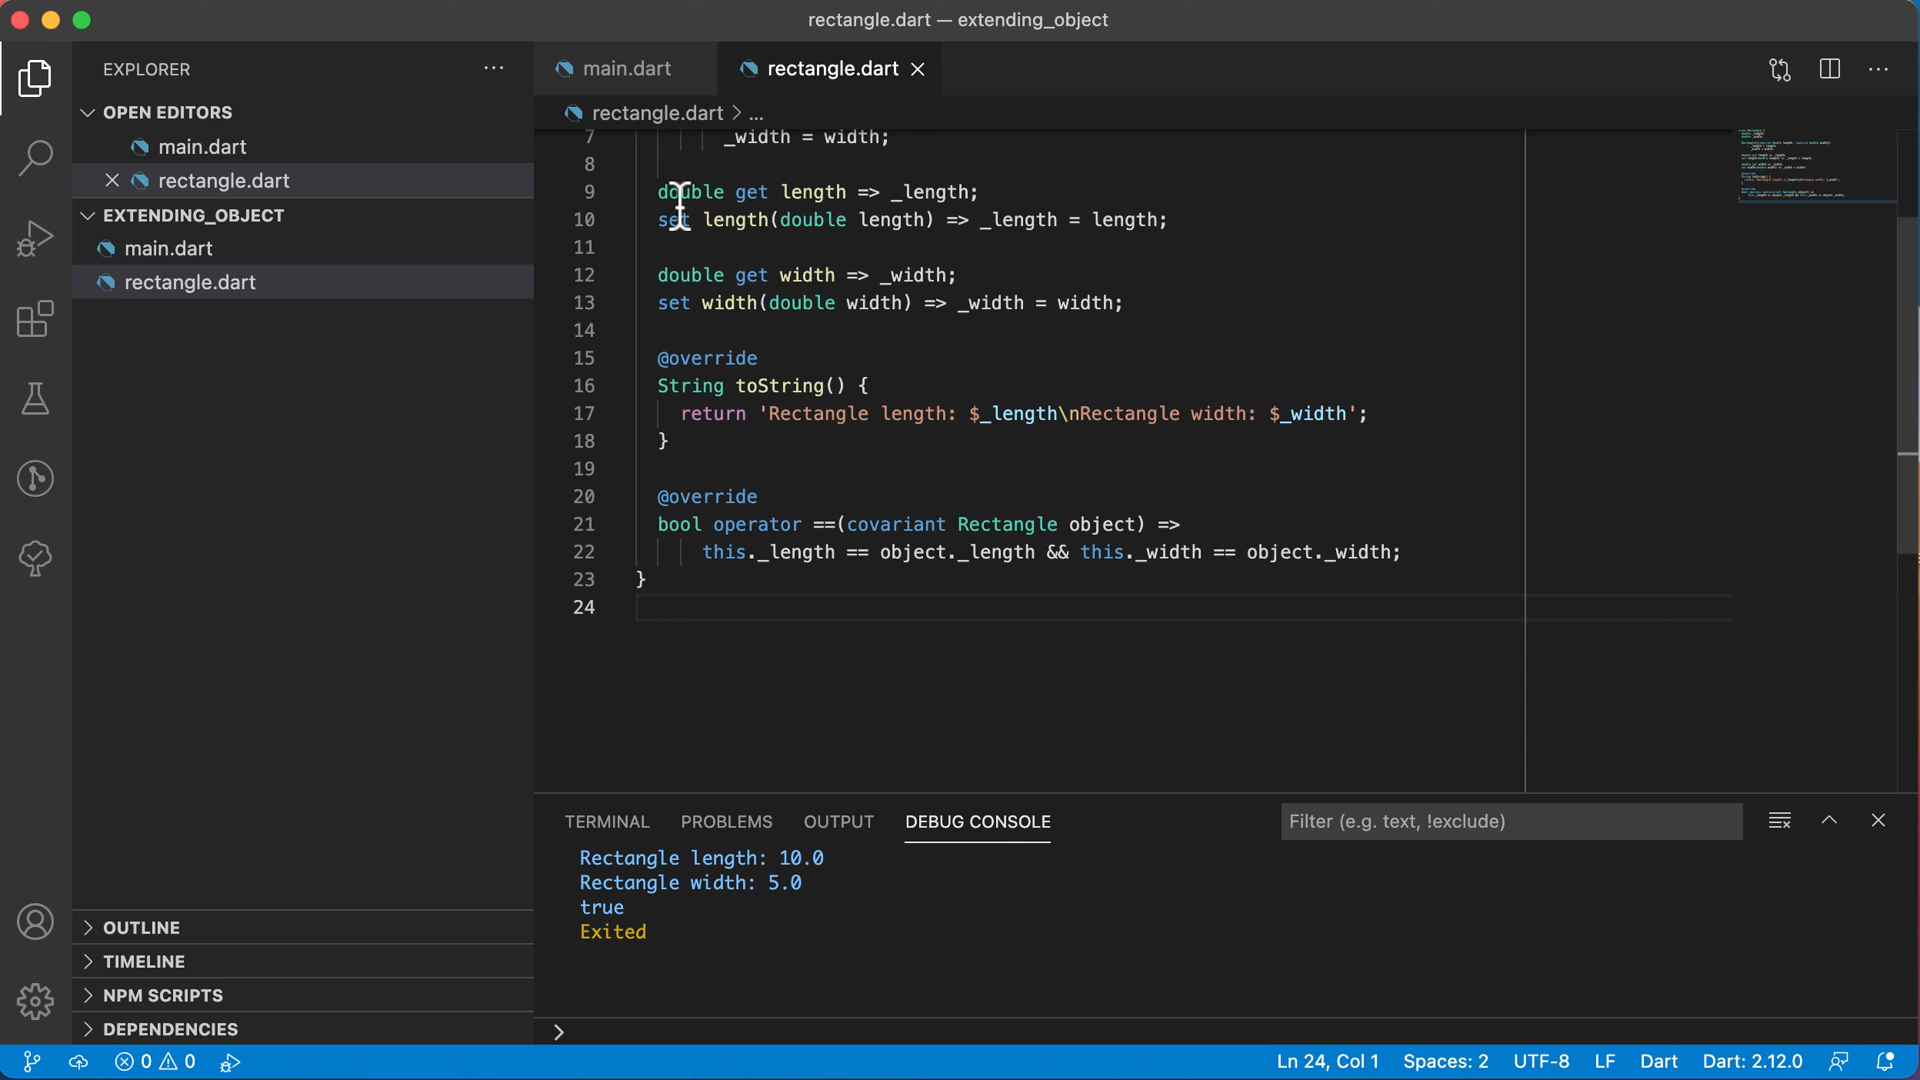 rectangle.dart — extending_object
EXPLORER
OPEN EDITORS
main.dart
rectangle.dart
EXTENDING_OBJECT
main.dart
rectangle.dart
OUTLINE
TIMELINE
NPM SCRIPTS
DEPENDENCIES
main.dart
rectangle.dart
rectangle.dart > ...
7 _width = width;
8
9 double get length => _length;
10 set length(double length) => _length = length;
11
12 double get width => _width;
13 set width(double width) => _width = width;
14
15 @override
16 String toString() {
17 return 'Rectangle length: $_length\nRectangle width: $_width';
18 }
19
20 @override
21 bool operator ==(covariant Rectangle object) =>
22 this._length == object._length && this._width == object._width;
23 }
24
TERMINAL PROBLEMS OUTPUT DEBUG CONSOLE Filter (e.g. text, !exclude)
Rectangle length: 10.0
Rectangle width: 5.0
true
Exited
0 0 Ln 24, Col 1 Spaces: 2 UTF-8 LF Dart Dart: 2.12.0